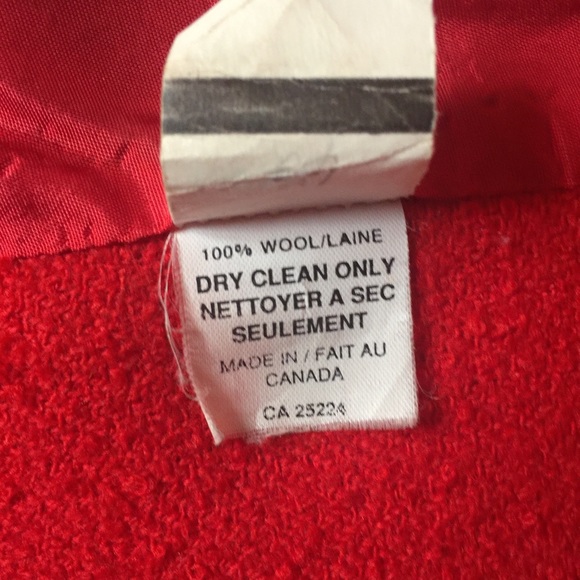 100% WOOL/LAINE
DRY CLEAN ONLY
NETTOYER A SEC
SEULEMENT
MADE IN / FAIT AU
CANADA
CA 25224